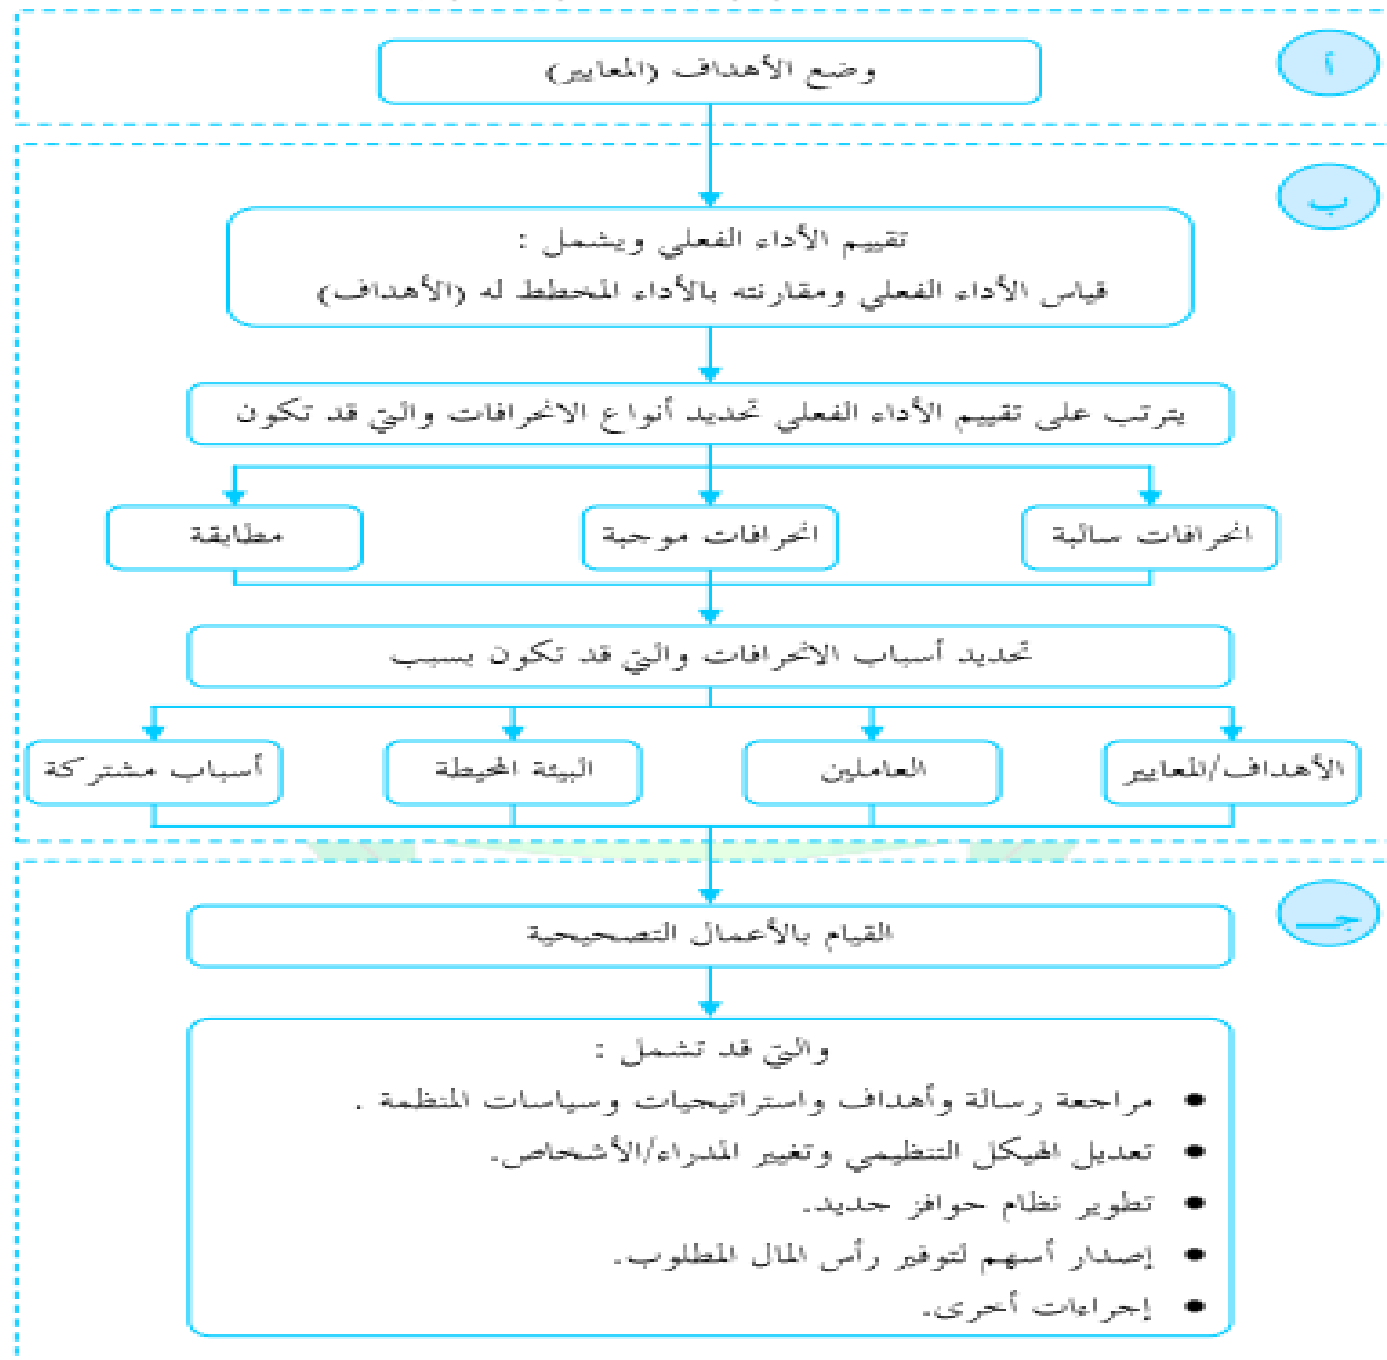 أ
وضع الأهداف (المعايير)
ب
تقييم الأداء الفعلي ويشمل :
قياس الأداء الفعلي ومقارنته بالأداء المخطط له (الأهداف)
يترتب على تقييم الأداء الفعلي تحديد أنواع الانحرافات والتي قد تكون
انحرافات سالبة
انحرافات موجبة
مطابقة
تحديد أسباب الانحرافات والتي قد تكون بسبب
الأهداف/المعايير
العاملين
البيئة المحيطة
أسباب مشتركة
جـــ
القيام بالأعمال التصحيحية
والتي قد تشمل :
● مراجعة رسالة وأهداف واستراتيجيات وسياسات المنظمة .
● تعديل الهيكل التنظيمي وتغيير المدراء/الأشخاص.
● تطوير نظام حوافز جديد.
● إصدار أسهم لتوفير رأس المال المطلوب.
● إجراءات أخرى.